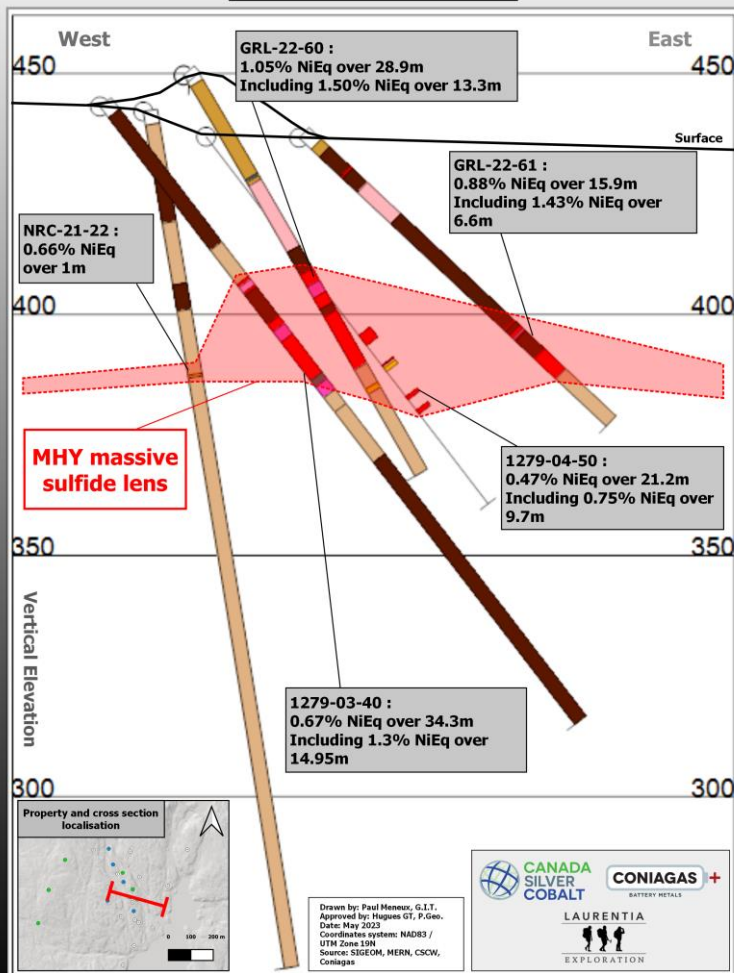 West
East
450
450
GRL-22-60 :
1.05% NiEq over 28.9m
Including 1.50% NiEq over 13.3m
Surface
GRL-22-61 :
0.88% NiEq over 15.9m
Including 1.43% NiEq over
6.6m
NRC-21-22 :
0.66% NiEq
over 1m
400
400
MHY massive
sulfide lens
1279-04-50 :
0.47% NiEq over 21.2m
Including 0.75% NiEq over
9.7m
350
350
Vertical Elevation
1279-03-40 :
0.67% NiEq over 34.3m
Including 1.3% NiEq over
14.95m
300
300
Property and cross section
localisation
0 100 200 m
Drawn by: Paul Meneux, G.I.T.
Approved by: Hugues GT, P.Geo.
Date: May 2023
Coordinates system: NAD83 /
UTM Zone 19N
Source: SIGEOM, MERN, CSCW,
Coniagas
CANADA
SILVER
COBALT
CONIAGAS
BATTERY METALS
LAURENTIA
EXPLORATION